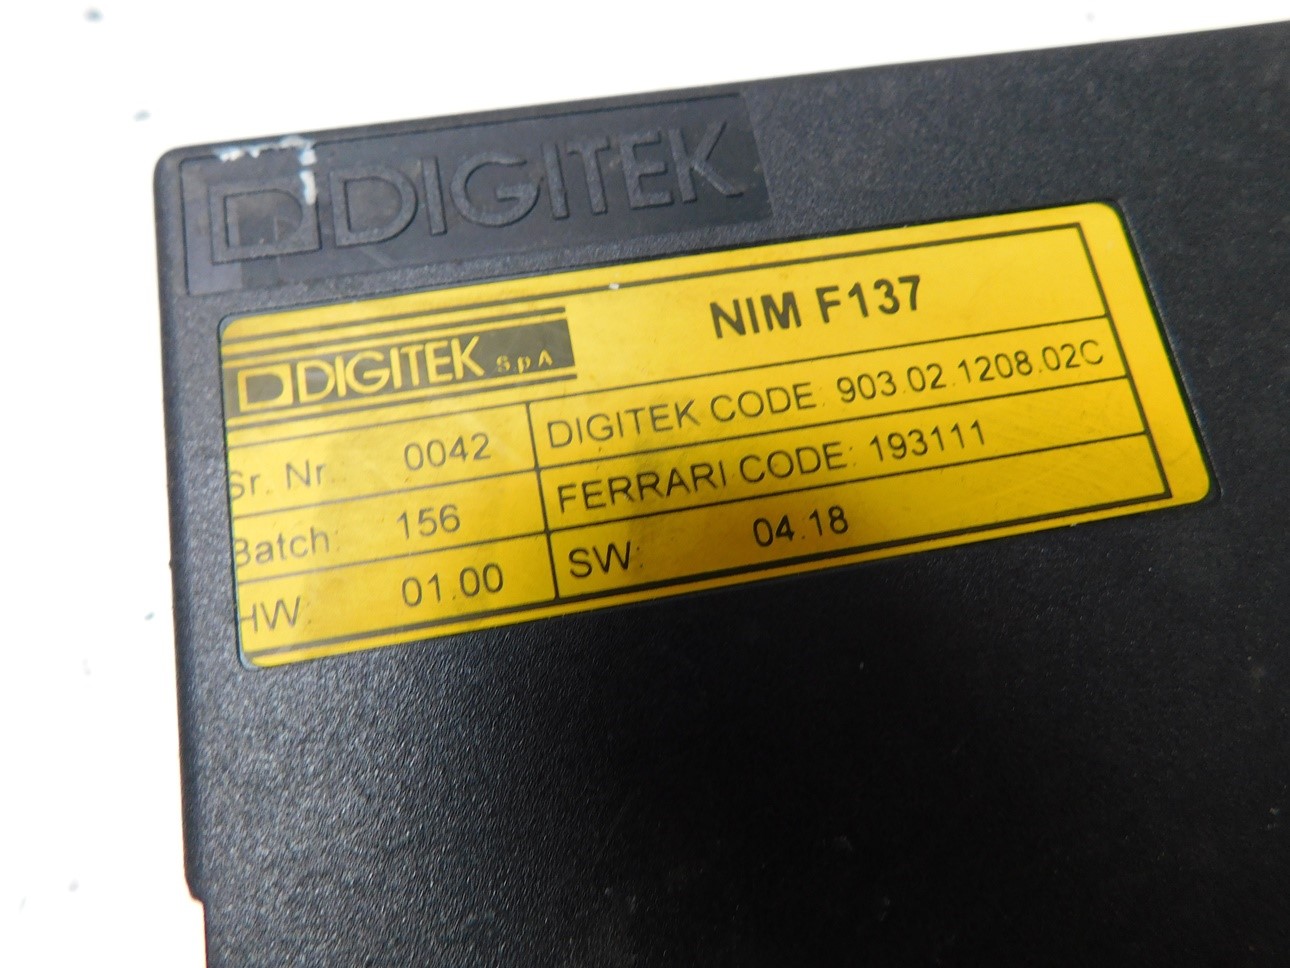 DIGITEK
DIGITEK SpA
NIM F137
Sr. Nr. 0042
DIGITEK CODE: 903.02.1208.02C
Batch: 156
FERRARI CODE: 193111
HW: 01.00
SW: 04.18